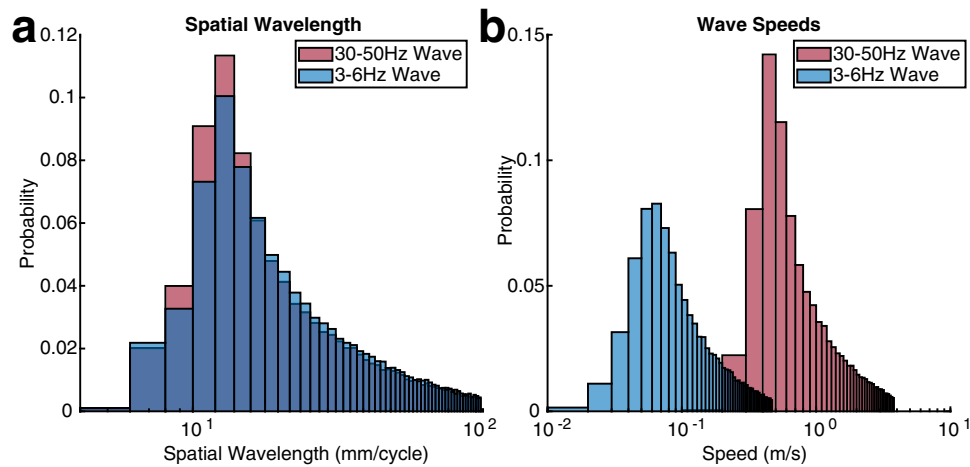 a
Spatial Wavelength
0.12
0.1
0.08
0.06
0.04
0.02
0
Probability
30-50Hz Wave
3-6Hz Wave
10^1
10^2
Spatial Wavelength (mm/cycle)
b
Wave Speeds
0.15
0.1
0.05
0
Probability
30-50Hz Wave
3-6Hz Wave
10^-2
10^-1
10^0
10^1
Speed (m/s)